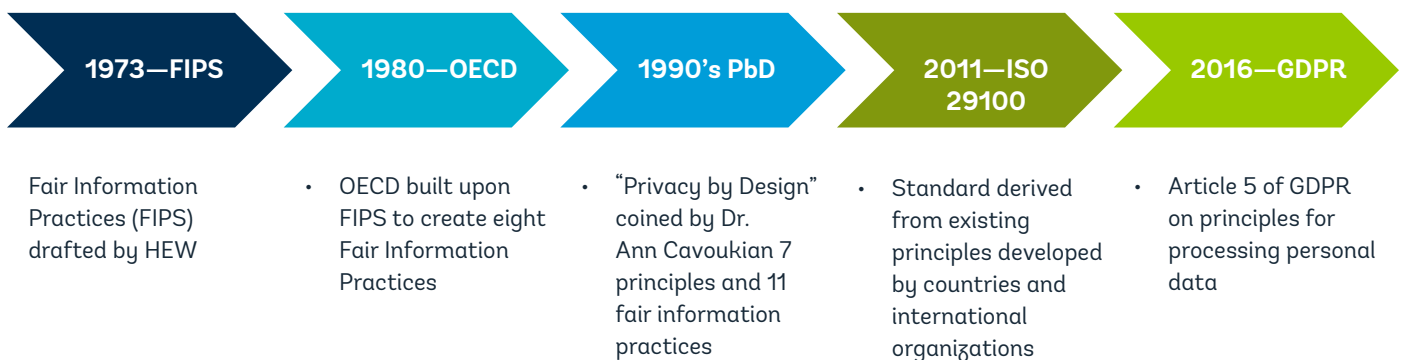 1973—FIPS
1980—OECD
1990's PbD
2011—ISO
29100
2016—GDPR
Fair Information
Practices (FIPS)
drafted by HEW
• OECD built upon
FIPS to create eight
Fair Information
Practices
• “Privacy by Design”
coined by Dr.
Ann Cavoukian 7
principles and 11
fair information
practices
• Standard derived
from existing
principles developed
by countries and
international
organizations
• Article 5 of GDPR
on principles for
processing personal
data